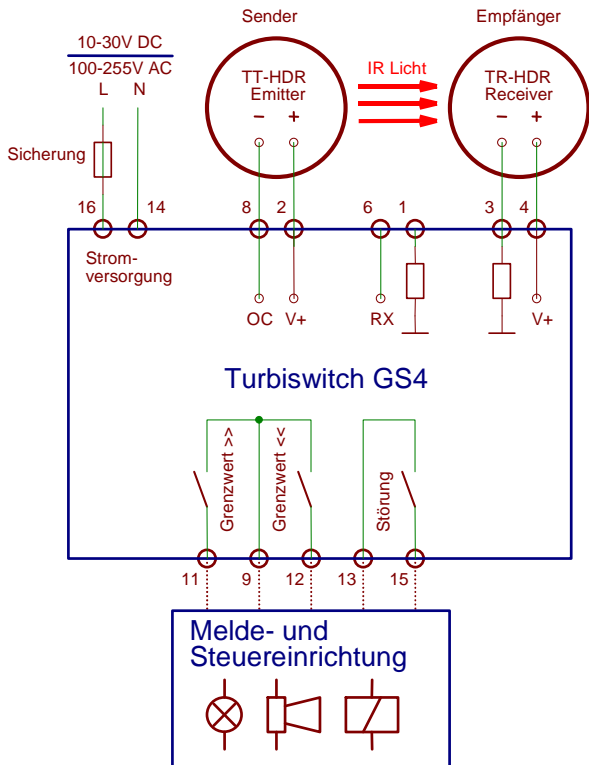 Sender
Empfänger
10-30V DC
100-255V AC
L N
TT-HDR
Emitter
- +
IR Licht
TR-HDR
Receiver
- +
Sicherung
16 14 8 2 6 1 3 4
Strom-
versorgung
OC V+ RX V+
Turbiswitch GS4
Grenzwert >>
Grenzwert <<
Störung
11 9 12 13 15
Melde- und
Steuereinrichtung